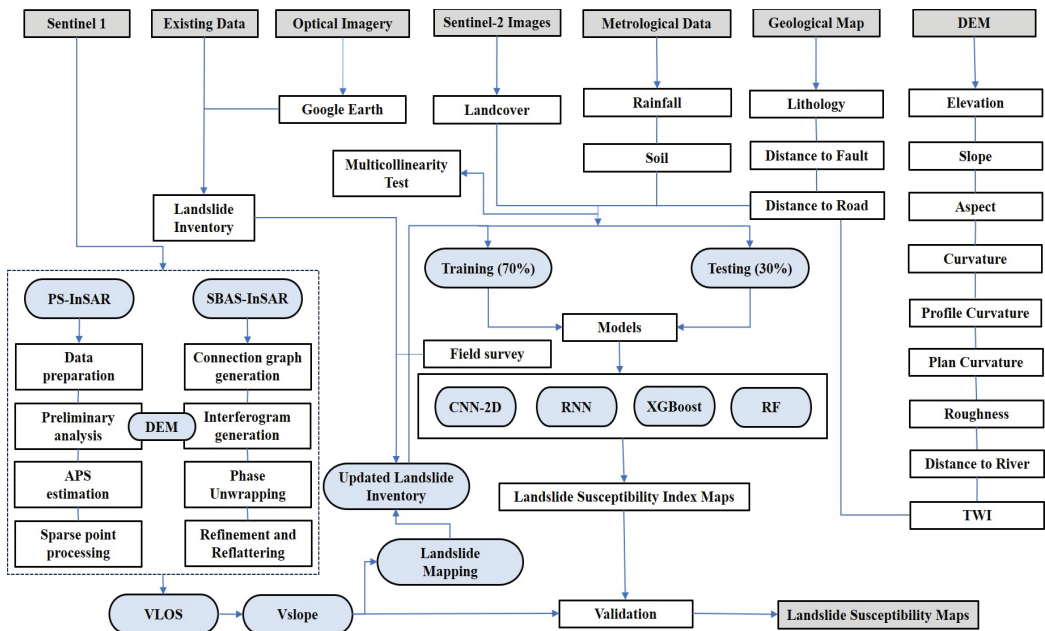 Sentinel 1
Existing Data
Optical Imagery
Sentinel-2 Images
Metrological Data
Geological Map
DEM
Google Earth
Landcover
Rainfall
Lithology
Elevation
Multicollinearity
Test
Soil
Distance to Fault
Slope
Landslide
Inventory
Distance to Road
Aspect
Training (70%)
Testing (30%)
Curvature
PS-InSAR
SBAS-InSAR
Models
Profile Curvature
Data
preparation
Connection graph
generation
Field survey
Plan Curvature
Preliminary
analysis
DEM
Interferogram
generation
CNN-2D
RNN
XGBoost
RF
Roughness
APS
estimation
Phase
Unwrapping
Updated Landslide
Inventory
Landslide Susceptibility Index Maps
Distance to River
TWI
Sparse point
processing
Refinement and
Reflattering
Landslide
Mapping
VLOS
Vslope
Validation
Landslide Susceptibility Maps